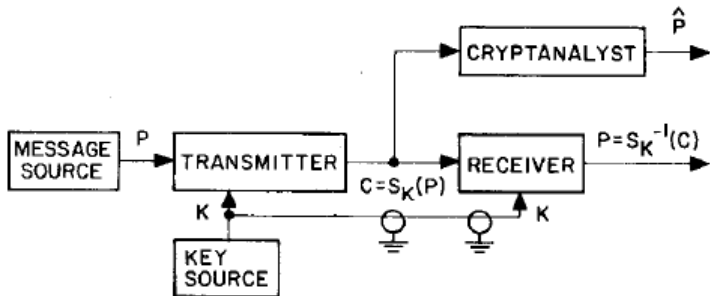 P̂
CRYPTANALYST
MESSAGE
SOURCE
P
TRANSMITTER
C=S_K(P)
RECEIVER
P=S_K⁻¹(C)
K
K
KEY
SOURCE